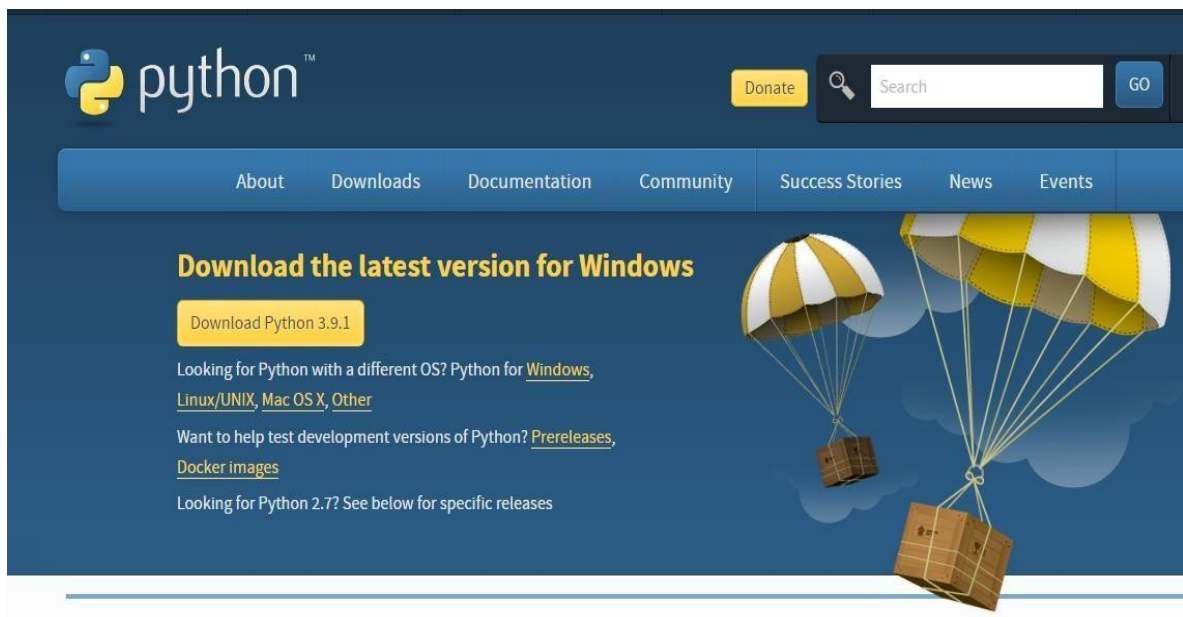 python™
Donate
Search
GO
About Downloads Documentation Community Success Stories News Events
Download the latest version for Windows
Download Python 3.9.1
Looking for Python with a different OS? Python for Windows,
Linux/UNIX, Mac OS X, Other
Want to help test development versions of Python? Prereleases,
Docker images
Looking for Python 2.7? See below for specific releases